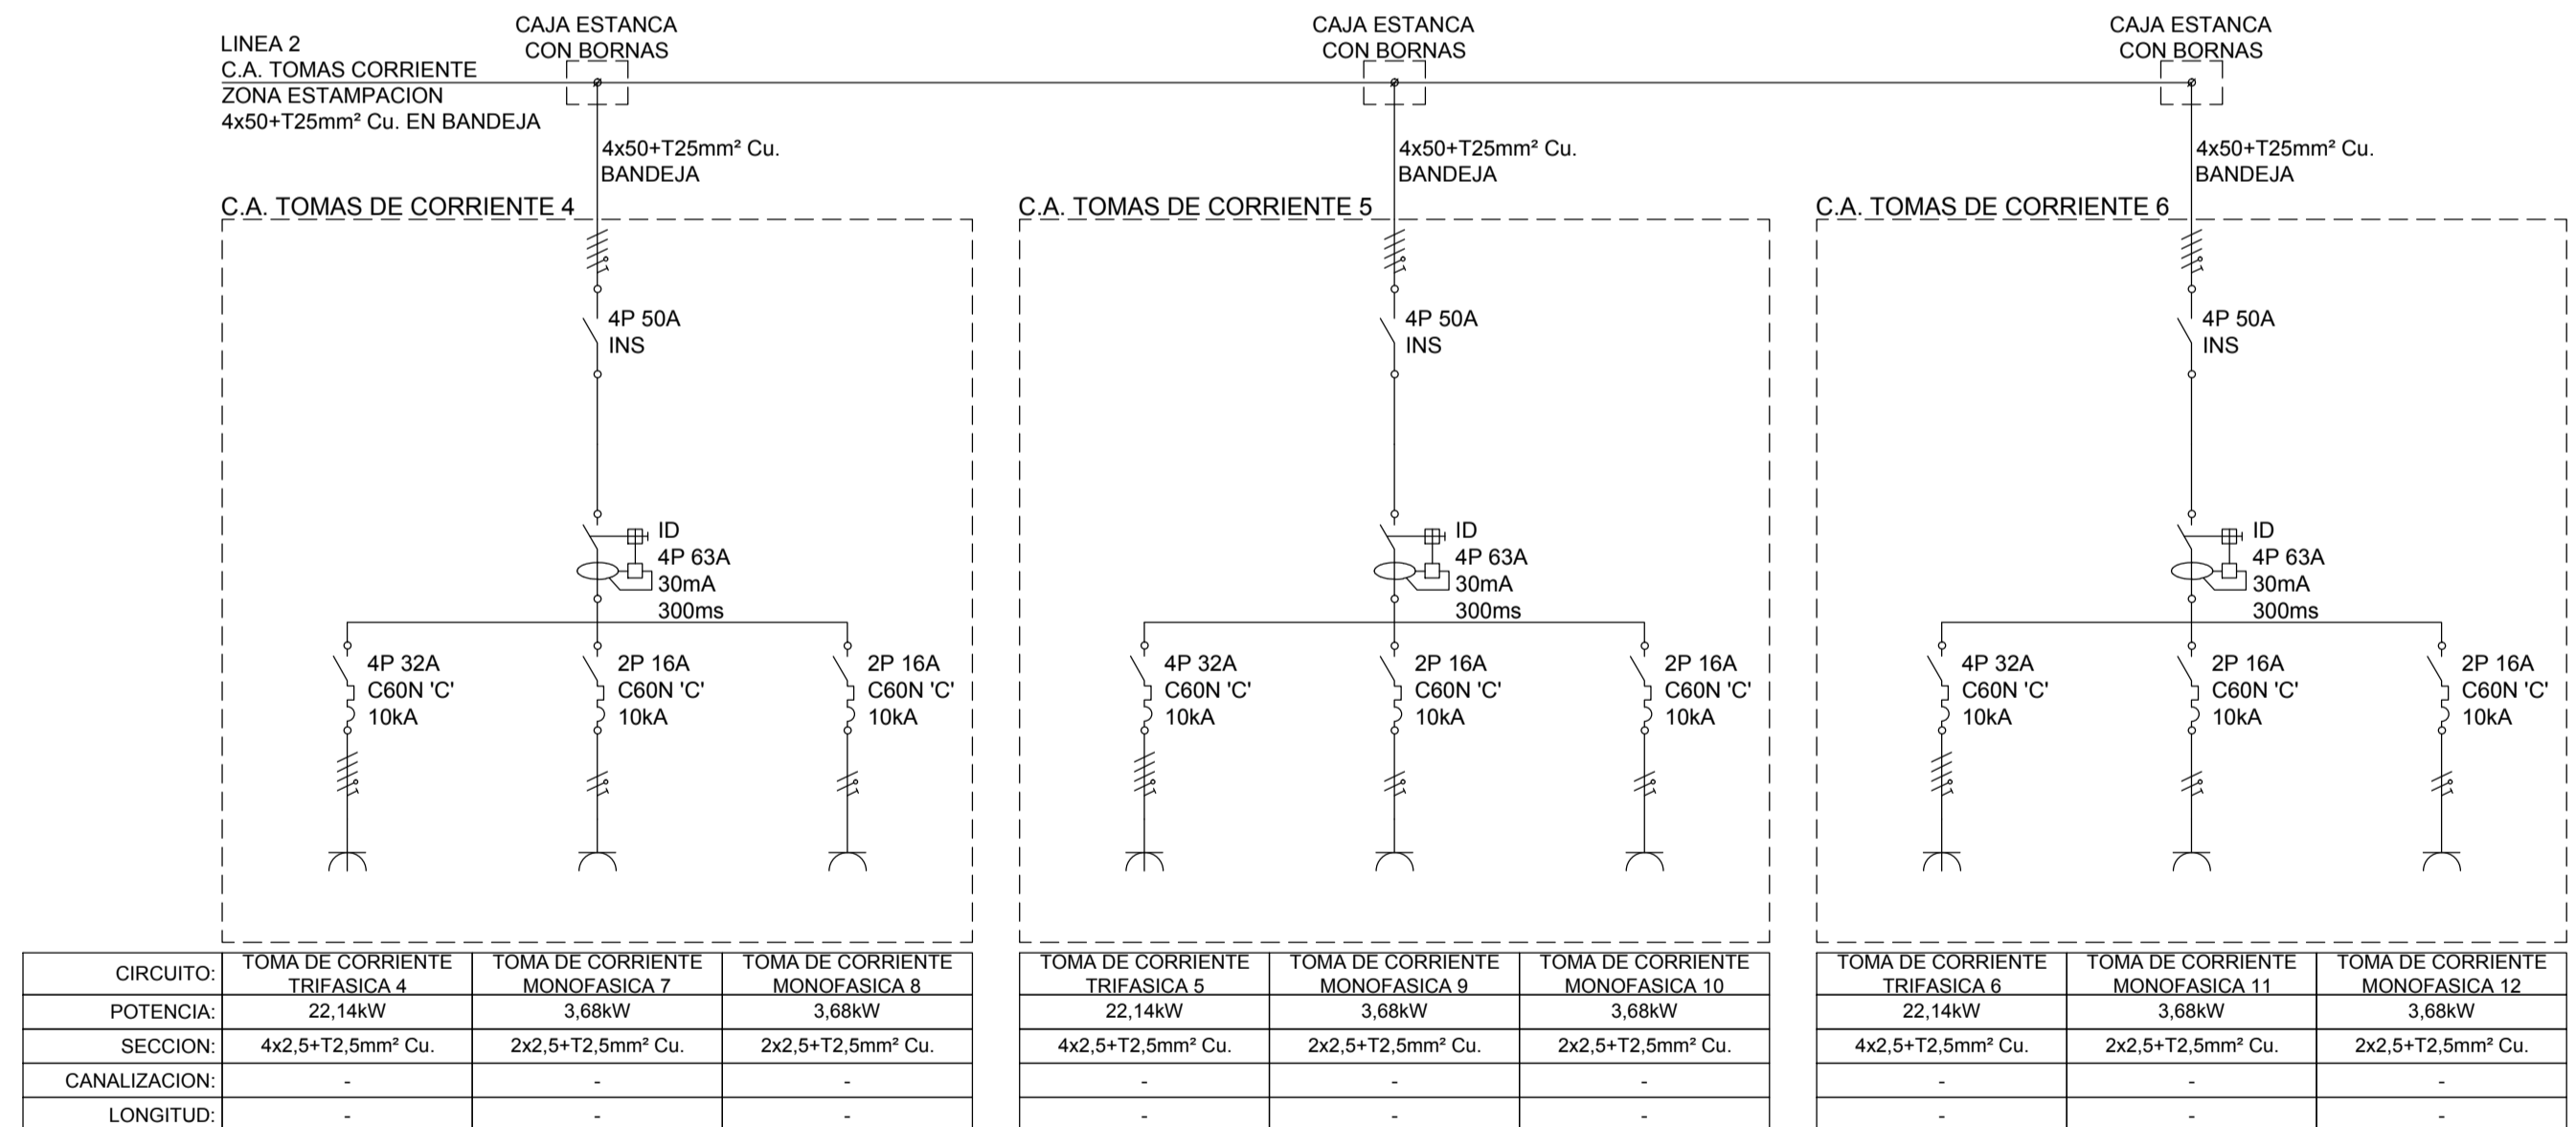 LINEA 2
C.A. TOMAS CORRIENTE
ZONA ESTAMPACION
4x50+T25mm² Cu. EN BANDEJA
CAJA ESTANCA
CON BORNAS
CAJA ESTANCA
CON BORNAS
CAJA ESTANCA
CON BORNAS
4x50+T25mm² Cu.
BANDEJA
4x50+T25mm² Cu.
BANDEJA
4x50+T25mm² Cu.
BANDEJA
C.A. TOMAS DE CORRIENTE 4
4P 50A
INS
ID
4P 63A
30mA
300ms
4P 32A
C60N 'C'
10kA
2P 16A
C60N 'C'
10kA
2P 16A
C60N 'C'
10kA
C.A. TOMAS DE CORRIENTE 5
4P 50A
INS
ID
4P 63A
30mA
300ms
4P 32A
C60N 'C'
10kA
2P 16A
C60N 'C'
10kA
2P 16A
C60N 'C'
10kA
C.A. TOMAS DE CORRIENTE 6
4P 50A
INS
ID
4P 63A
30mA
300ms
4P 32A
C60N 'C'
10kA
2P 16A
C60N 'C'
10kA
2P 16A
C60N 'C'
10kA
CIRCUITO: TOMA DE CORRIENTE TRIFASICA 4 TOMA DE CORRIENTE MONOFASICA 7 TOMA DE CORRIENTE MONOFASICA 8 TOMA DE CORRIENTE TRIFASICA 5 TOMA DE CORRIENTE MONOFASICA 9 TOMA DE CORRIENTE MONOFASICA 10 TOMA DE CORRIENTE TRIFASICA 6 TOMA DE CORRIENTE MONOFASICA 11 TOMA DE CORRIENTE MONOFASICA 12
POTENCIA: 22,14kW 3,68kW 3,68kW 22,14kW 3,68kW 3,68kW 22,14kW 3,68kW 3,68kW
SECCION: 4x2,5+T2,5mm² Cu. 2x2,5+T2,5mm² Cu. 2x2,5+T2,5mm² Cu. 4x2,5+T2,5mm² Cu. 2x2,5+T2,5mm² Cu. 2x2,5+T2,5mm² Cu. 4x2,5+T2,5mm² Cu. 2x2,5+T2,5mm² Cu. 2x2,5+T2,5mm² Cu.
CANALIZACION: - - - - - - - - -
LONGITUD: - - - - - - - - -